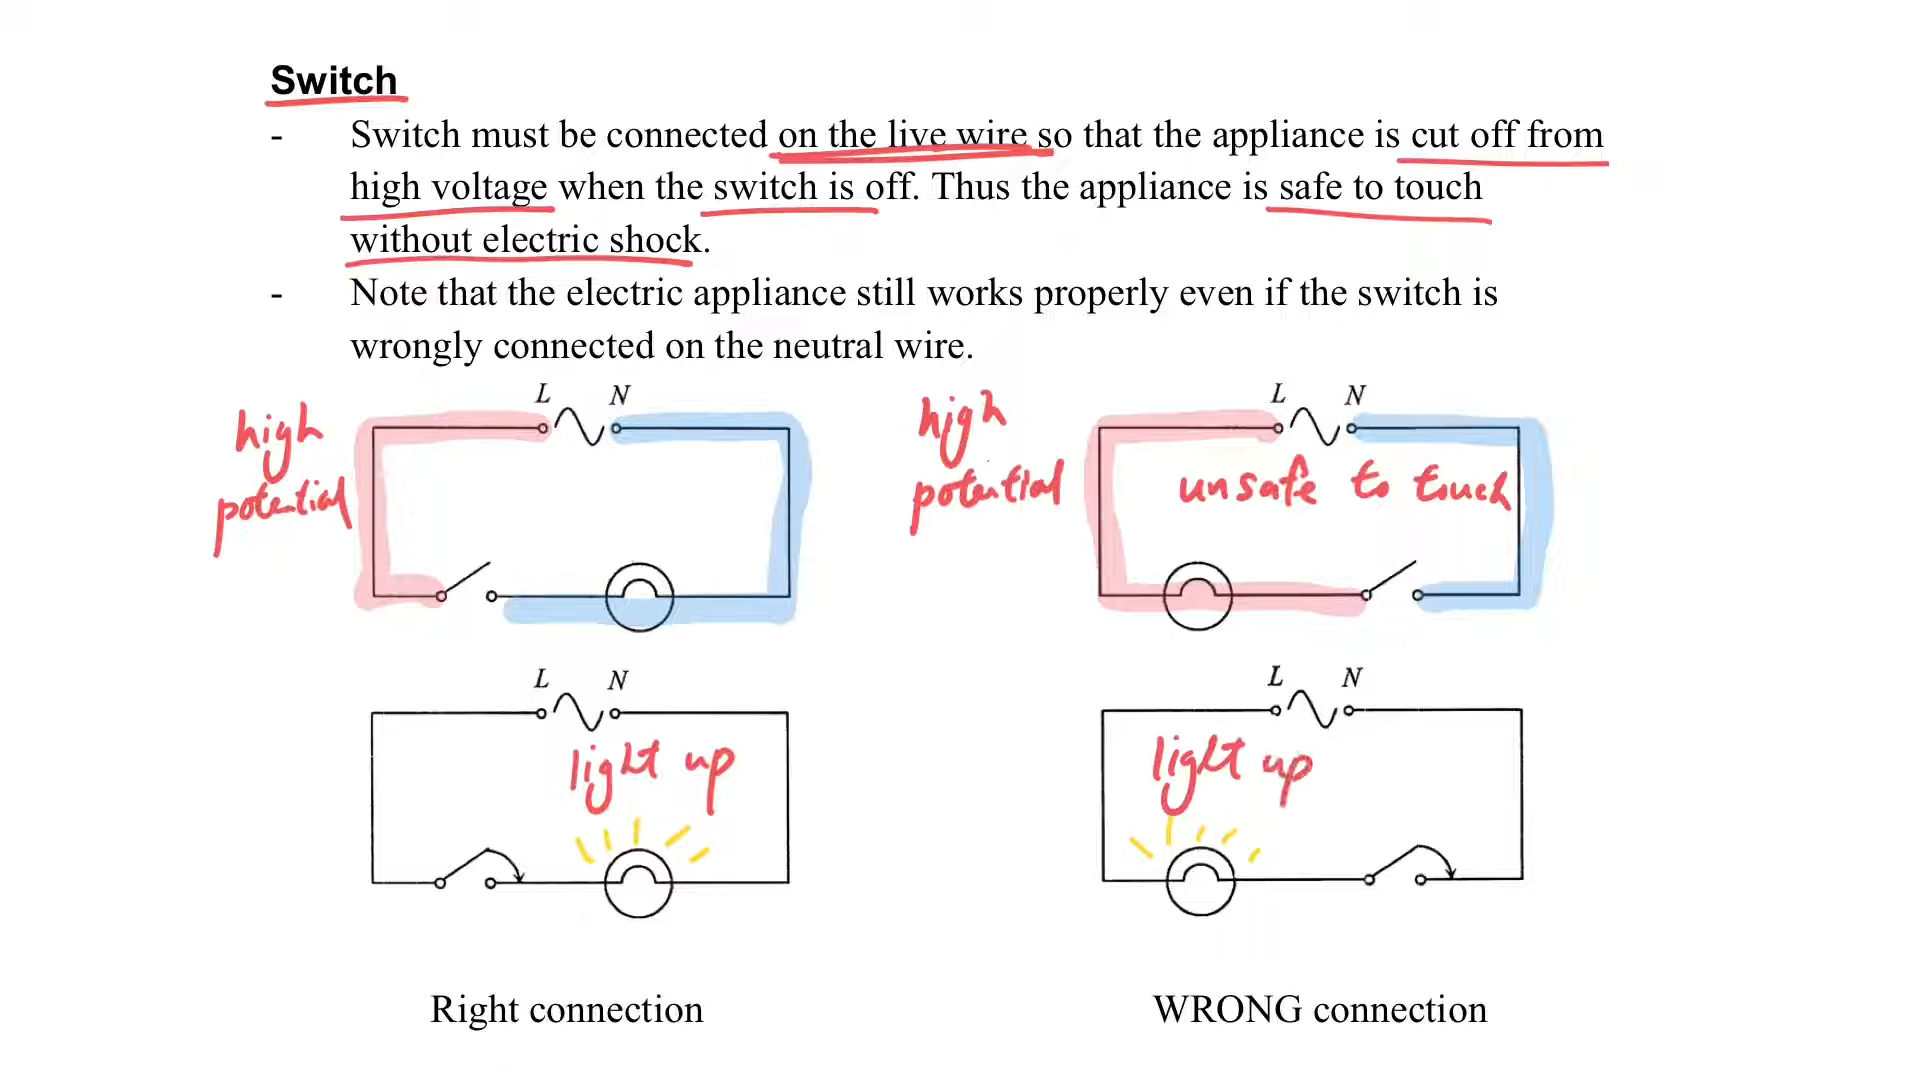 Switch
- Switch must be connected on the live wire so that the appliance is cut off from
high voltage when the switch is off. Thus the appliance is safe to touch
without electric shock.
- Note that the electric appliance still works properly even if the switch is
wrongly connected on the neutral wire.
L N
high
potential
L N
high
potential
unsafe to touch
L N
light up
L N
light up
Right connection
WRONG connection